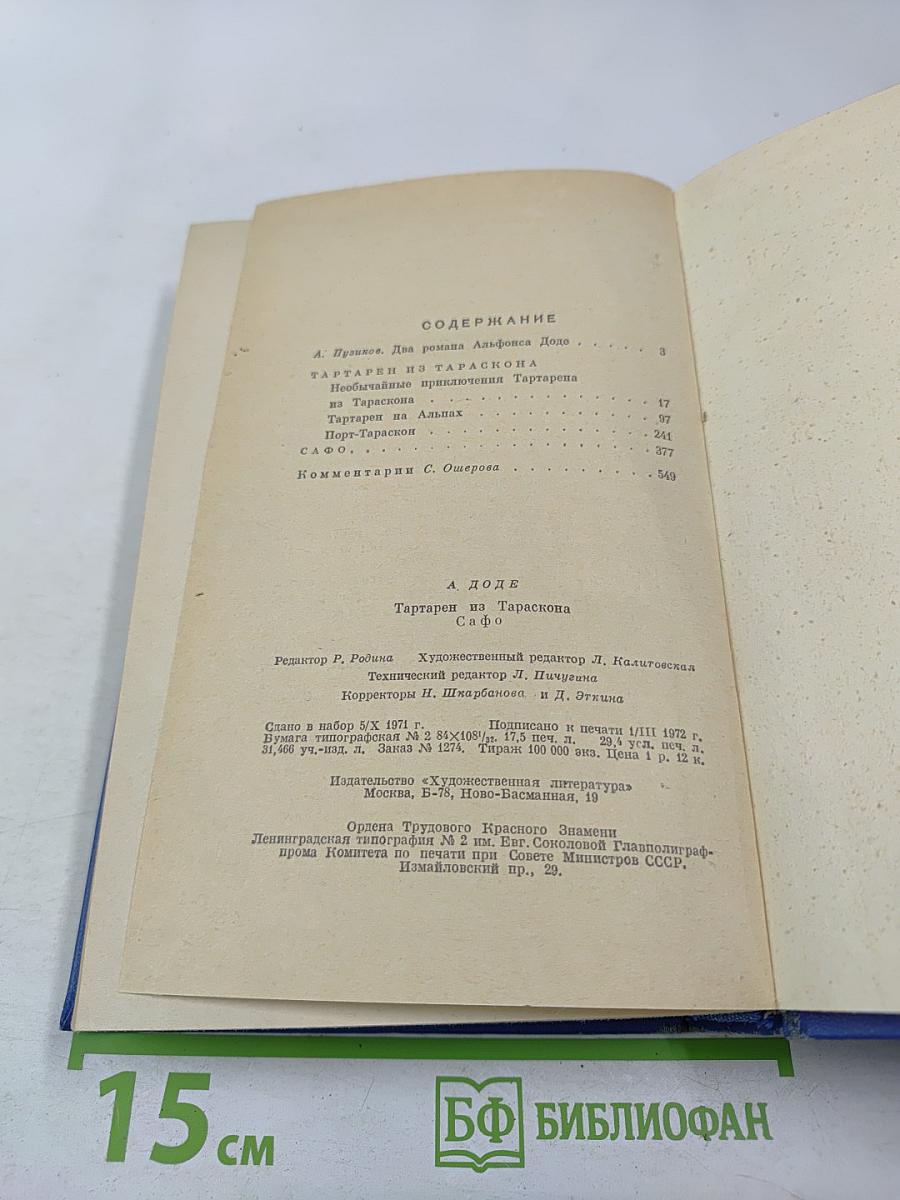 СОДЕРЖАНИЕ
А. Пузиков. Два романа Альфонса Доде . . . . . 3
ТАРТАРЕН ИЗ ТАРАСКОНА
Необычайные приключения Тартарена
из Тараскона . . . . . . . . . . . . . . 17
Тартарен на Альпах . . . . . . . . . . . 97
Порт-Тараскон . . . . . . . . . . . . . . 241
САФО. . . . . . . . . . . . . . . . . . . 377
Комментарии С. Ошерова . . . . . . . . . 549
А. ДОДЕ
Тартарен из Тараскона
Сафо
Редактор Р. Родина Художественный редактор Л. Калитовская
Технический редактор Л. Пичугина
Корректоры Н. Шкарбанова и Д. Эткина
Сдано в набор 5/X 1971 г. Подписано к печати 1/III 1972 г.
Бумага типографская № 2 84×108¹/₃₂. 17,5 печ. л. 29,4 усл. печ. л.
31,466 уч.-изд. л. Заказ № 1274. Тираж 100 000 экз. Цена 1 р. 12 к.
Издательство «Художественная литература»
Москва, Б-78, Ново-Басманная, 19
Ордена Трудового Красного Знамени
Ленинградская типография № 2 им. Евг. Соколовой Главполиграф-
прома Комитета по печати при Совете Министров СССР.
Измайловский пр., 29.
15 см
БФ БИБЛИОФАН